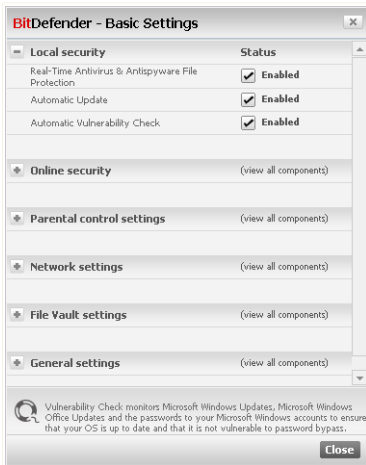 BitDefender - Basic Settings
Local security Status
Real-Time Antivirus & Antispyware File Enabled
Protection
Automatic Update Enabled
Automatic Vulnerability Check Enabled
Online security (view all components)
Parental control settings (view all components)
Network settings (view all components)
File Vault settings (view all components)
General settings (view all components)
Vulnerability Check monitors Microsoft Windows Updates, Microsoft Windows
Office Updates and the passwords to your Microsoft Windows accounts to ensure
that your OS is up to date and that it is not vulnerable to password bypass.
Close